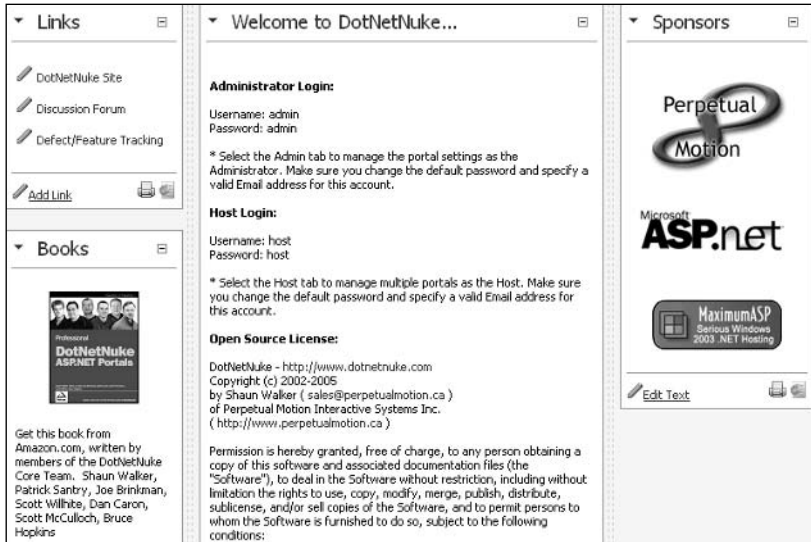 Links
DotNetNuke Site
Discussion Forum
Defect/Feature Tracking
Add Link
Books
Professional
DotNetNuke
ASP.NET Portals
Get this book from
Amazon.com, written by
members of the DotNetNuke
Core Team. Shaun Walker,
Patrick Santry, Joe Brinkman,
Scott Willhite, Dan Caron,
Scott McCulloch, Bruce
Hopkins
Welcome to DotNetNuke...
Administrator Login:
Username: admin
Password: admin
* Select the Admin tab to manage the portal settings as the
Administrator. Make sure you change the default password and specify a
valid Email address for this account.
Host Login:
Username: host
Password: host
* Select the Host tab to manage multiple portals as the Host. Make sure
you change the default password and specify a valid Email address for
this account.
Open Source License:
DotNetNuke - http://www.dotnetnuke.com
Copyright (c) 2002-2005
by Shaun Walker ( sales@perpetualmotion.ca )
of Perpetual Motion Interactive Systems Inc.
( http://www.perpetualmotion.ca )
Permission is hereby granted, free of charge, to any person obtaining a
copy of this software and associated documentation files (the
"Software"), to deal in the Software without restriction, including without
limitation the rights to use, copy, modify, merge, publish, distribute,
sublicense, and/or sell copies of the Software, and to permit persons to
whom the Software is furnished to do so, subject to the following
conditions:
Sponsors
Perpetual
Motion
Microsoft
ASP.net
MaximumASP
Serious Windows
2003 .NET Hosting
Edit Text